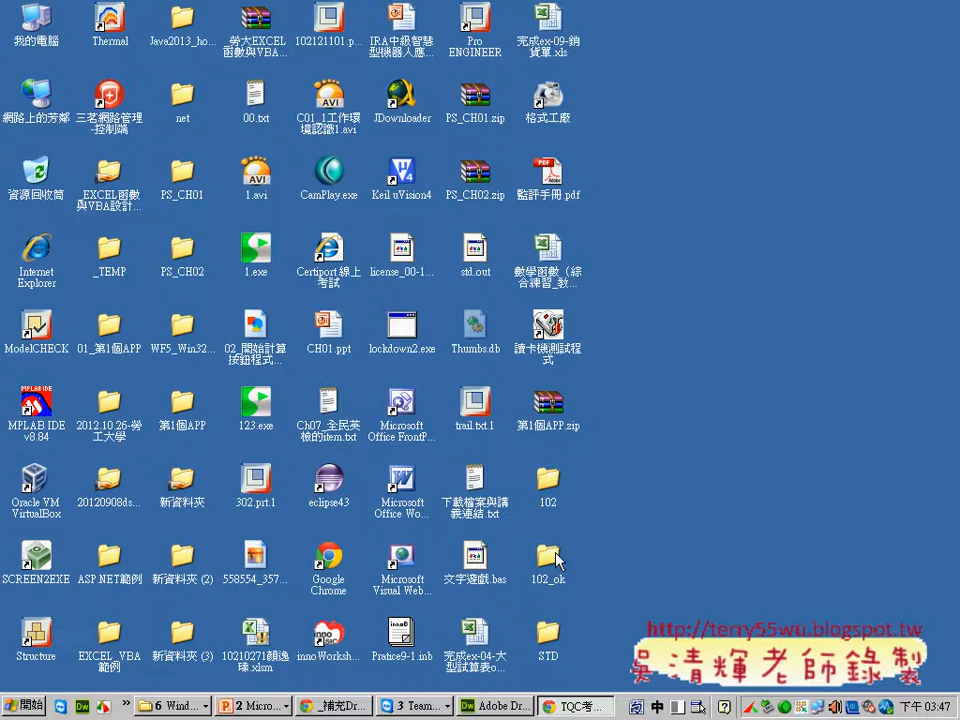 我的電腦
Thermal
Java2013_ho...
_勞大EXCEL
函數與VBA...
102121101.p...
IRA中級智慧
型機器人應...
Pro
ENGINEER
完成ex-09-銷
貨單.xls
網路上的芳鄰
三茗網路管理
-控制端
net
00.txt
C01_1工作環
境認識1.avi
JDownloader
PS_CH01.zip
格式工廠
資源回收筒
_EXCEL函數
與VBA設計...
PS_CH01
1.avi
CamPlay.exe
Keil uVision4
PS_CH02.zip
監評手冊.pdf
Internet
Explorer
_TEMP
PS_CH02
1.exe
Certiport 線上
考試
license_00-1...
std.out
數學函數（綜
合練習_教...
ModelCHECK
01_第1個APP
WF5_Win32...
02_開始計算
按鈕程式...
CH01.ppt
lockdown2.exe
Thumbs.db
讀卡機測試程
式
MPLAB IDE
MPLAB IDE
v8.84
2012.10.26-勞
工大學
第1個APP
123.exe
Ch07_全民英
檢的item.txt
Microsoft
Office FrontP...
trail.txt.1
第1個APP.zip
Oracle VM
VirtualBox
20120908ds...
新資料夾
302.prt.1
eclipse43
Microsoft
Office Wo...
下載檔案與講
義連結.txt
102
SCREEN2EXE
ASP.NET範例
新資料夾 (2)
558554_357...
Google
Chrome
Microsoft
Visual Web...
文字遊戲.bas
102_ok
Structure
EXCEL_VBA
範例
新資料夾 (3)
10210271顏逸
瑧.xlsm
innoWorksh...
Pratice9-1.inb
完成ex-04-大
型試算表o...
STD
http://terry55wu.blogspot.tw
吳清輝老師錄製
開始
6 Wind...
2 Micro...
_補充Dr...
3 Team...
Adobe Dr...
TQC考...
中
下午 03:47